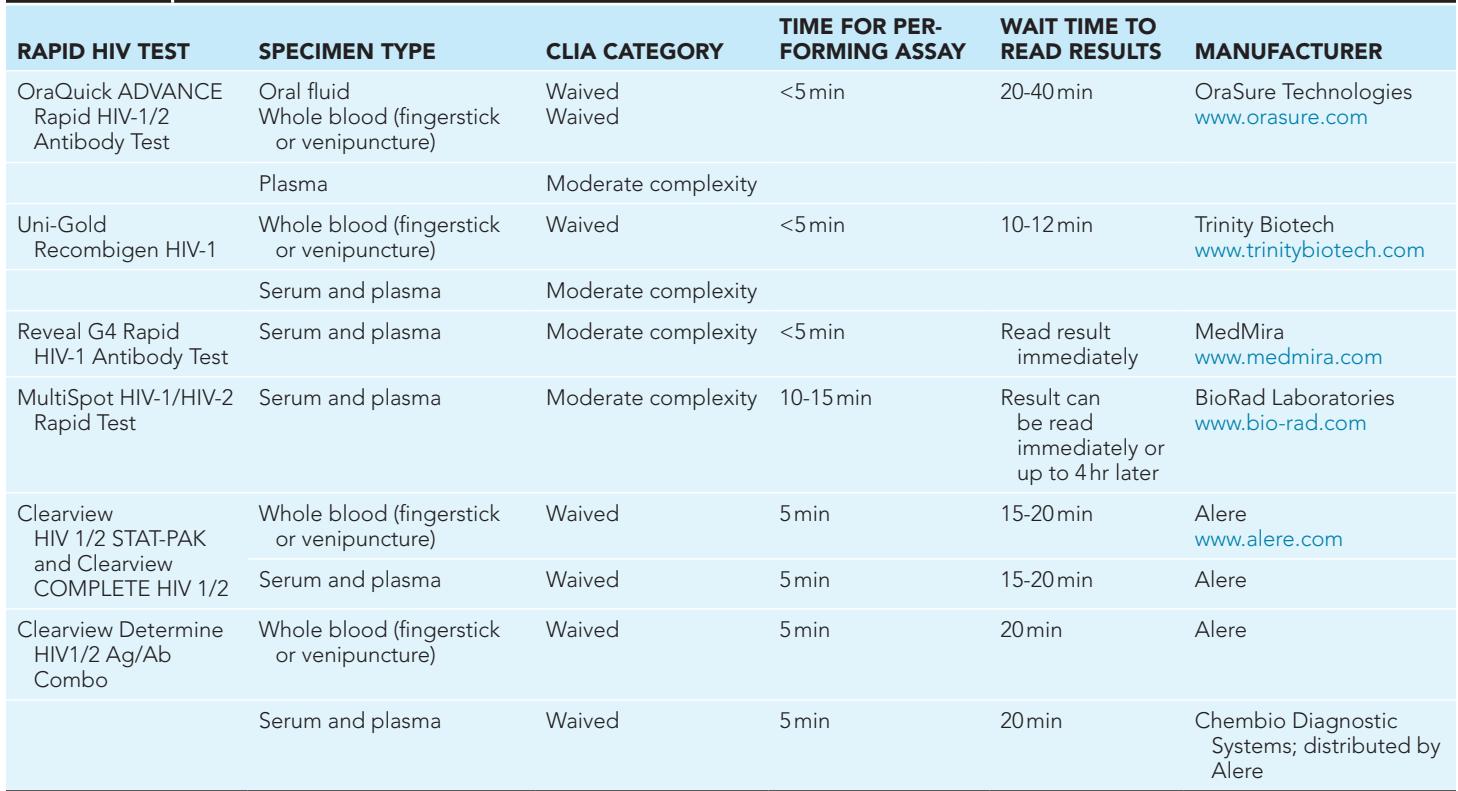 RAPID HIV TEST SPECIMEN TYPE CLIA CATEGORY TIME FOR PER-FORMING ASSAY WAIT TIME TO READ RESULTS MANUFACTURER
OraQuick ADVANCE Oral fluid Waived <5 min 20-40 min OraSure Technologies
Rapid HIV-1/2 Whole blood (fingerstick Waived www.orasure.com
Antibody Test or venipuncture)
Plasma Moderate complexity
Uni-Gold Whole blood (fingerstick Waived <5 min 10-12 min Trinity Biotech
Recombigen HIV-1 or venipuncture) www.trinitybiotech.com
Serum and plasma Moderate complexity
Reveal G4 Rapid Serum and plasma Moderate complexity <5 min Read result MedMira
HIV-1 Antibody Test immediately www.medmira.com
MultiSpot HIV-1/HIV-2 Serum and plasma Moderate complexity 10-15 min Result can BioRad Laboratories
Rapid Test be read www.bio-rad.com
immediately or
up to 4 hr later
Clearview Whole blood (fingerstick Waived 5 min 15-20 min Alere
HIV 1/2 STAT-PAK or venipuncture) www.alere.com
and Clearview
COMPLETE HIV 1/2 Serum and plasma Waived 5 min 15-20 min Alere
Clearview Determine Whole blood (fingerstick Waived 5 min 20 min Alere
HIV1/2 Ag/Ab or venipuncture)
Combo
Serum and plasma Waived 5 min 20 min Chembio Diagnostic
Systems; distributed by
Alere